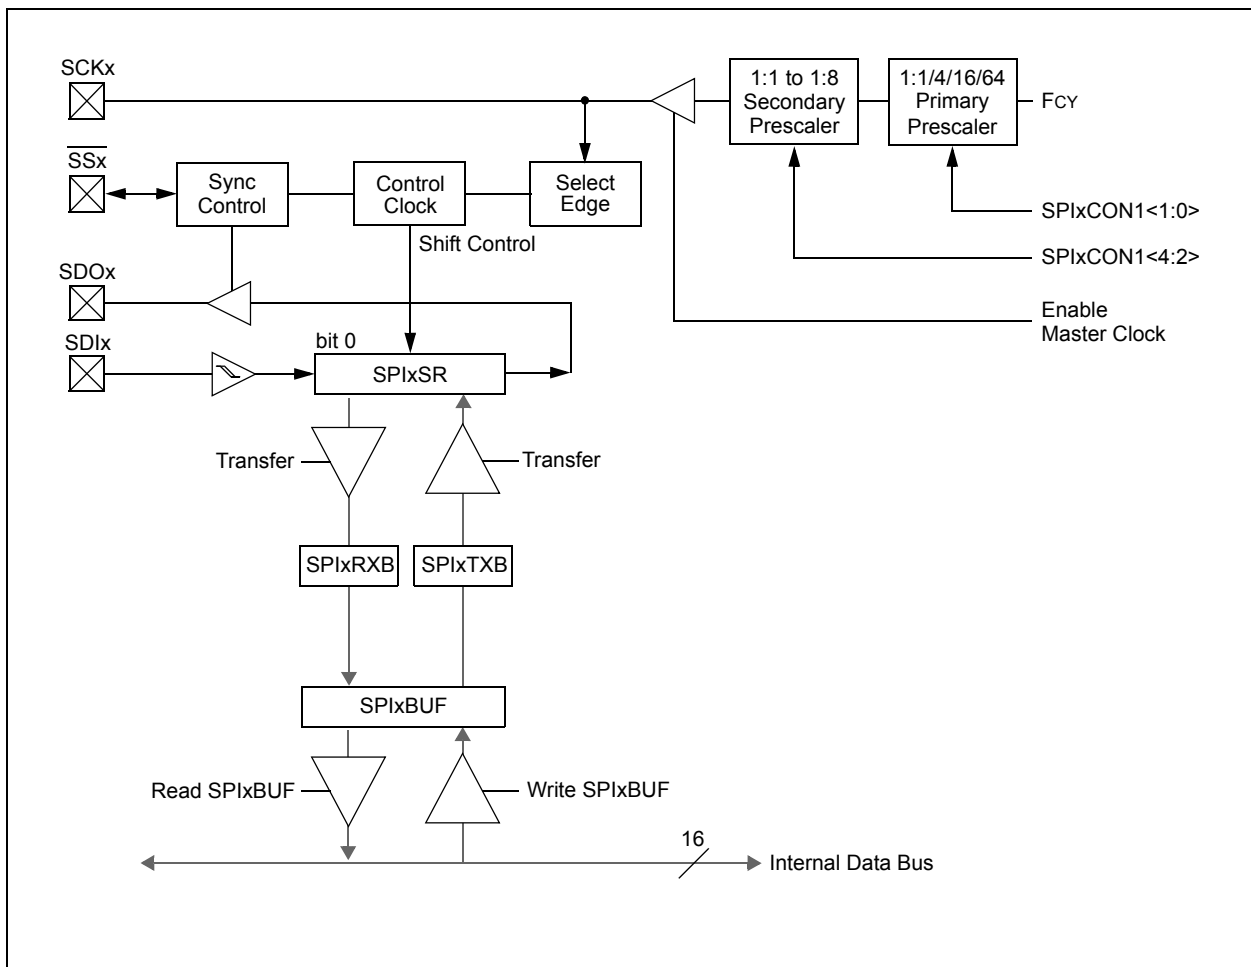 SCKx
1:1 to 1:8
Secondary
Prescaler
1:1/4/16/64
Primary
Prescaler
FCY
SSx
Sync
Control
Control
Clock
Select
Edge
SPIxCON1<1:0>
Shift Control
SPIxCON1<4:2>
SDOx
Enable
Master Clock
SDIx
bit 0
SPIxSR
Transfer
Transfer
SPIxRXB
SPIxTXB
SPIxBUF
Read SPIxBUF
Write SPIxBUF
16
Internal Data Bus